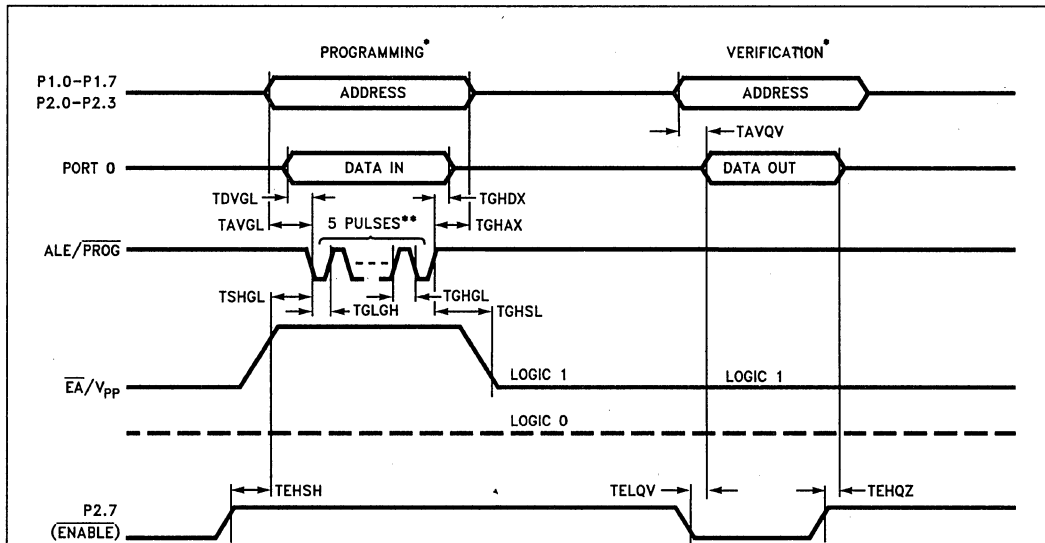 PROGRAMMING* VERIFICATION*
P1.0–P1.7
P2.0–P2.3
ADDRESS ADDRESS
TAVQV
PORT 0 DATA IN DATA OUT
TDVGL TGHDX
TAVGL 5 PULSES** TGHAX
ALE/PROG
TSHGL TGHGL
TGLGH TGHSL
EA/VPP LOGIC 1 LOGIC 1
LOGIC 0
TEHSH TELQV TEHQZ
P2.7
(ENABLE)